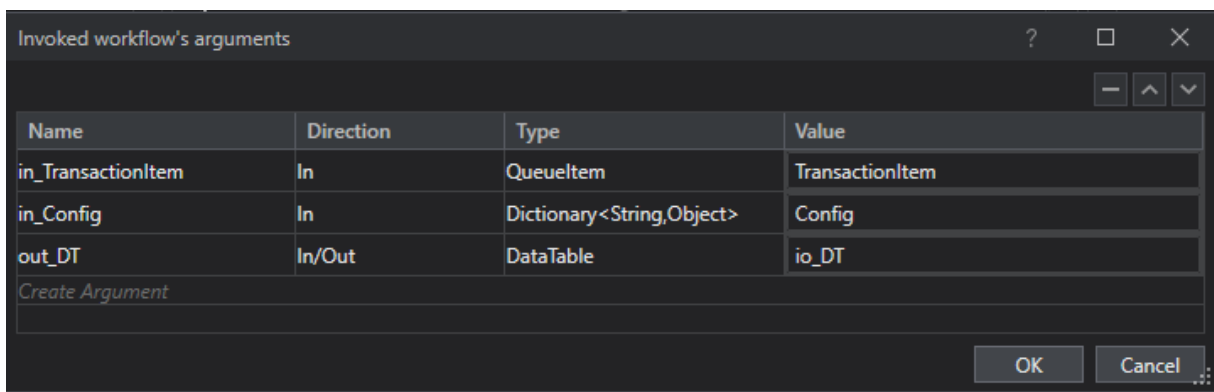 Invoked workflow's arguments
?
Name Direction Type Value
in_TransactionItem In QueueItem TransactionItem
in_Config In Dictionary<String,Object> Config
out_DT In/Out DataTable io_DT
Create Argument
OK Cancel